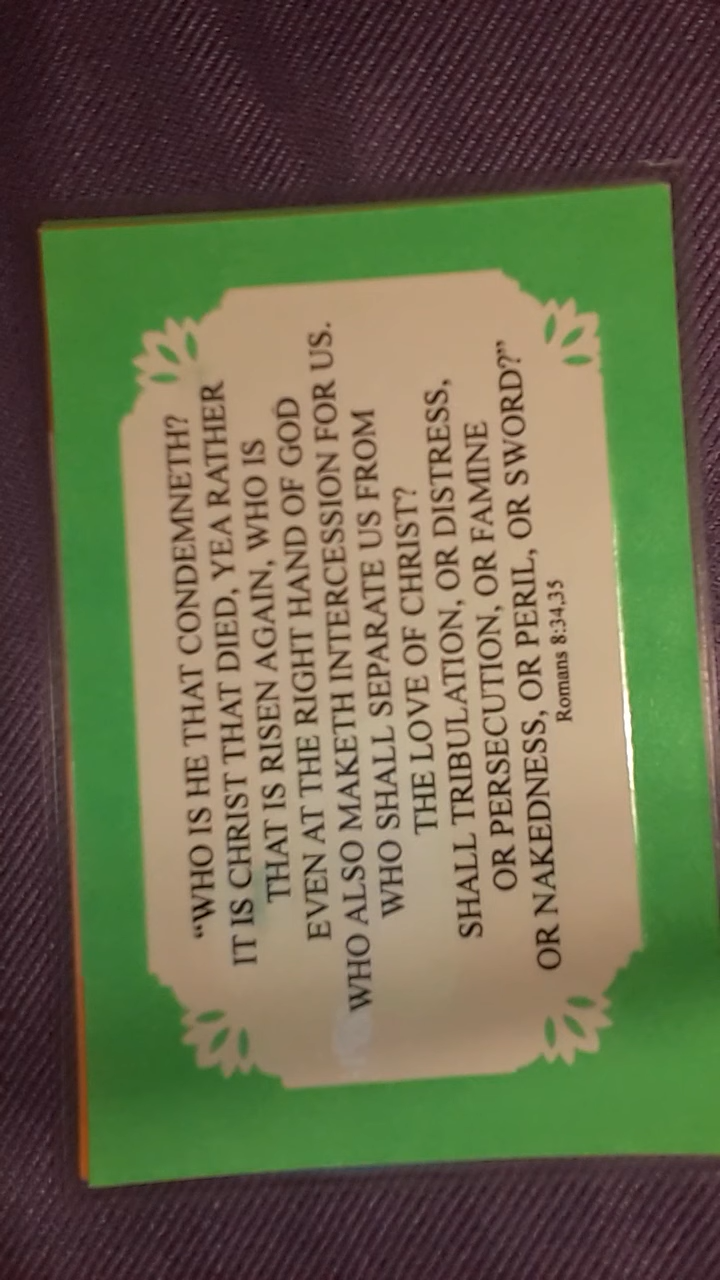 “WHO IS HE THAT CONDEMNETH?
IT IS CHRIST THAT DIED, YEA RATHER
THAT IS RISEN AGAIN, WHO IS
EVEN AT THE RIGHT HAND OF GOD
WHO ALSO MAKETH INTERCESSION FOR US.
WHO SHALL SEPARATE US FROM
THE LOVE OF CHRIST?
SHALL TRIBULATION, OR DISTRESS,
OR PERSECUTION, OR FAMINE
OR NAKEDNESS, OR PERIL, OR SWORD?”
Romans 8:34,35